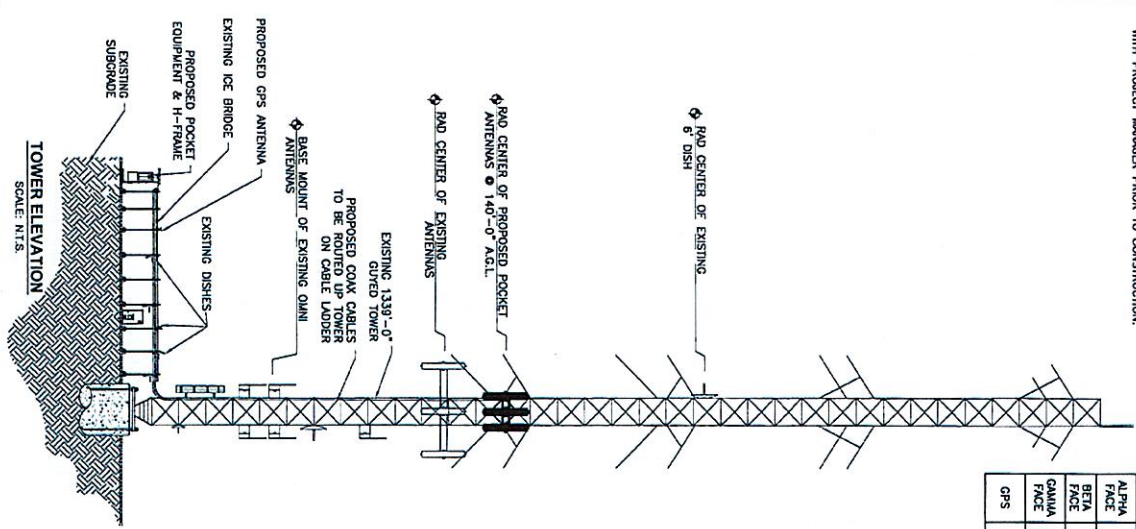 WITH PROJECT MANAGER PRIOR TO CONSTRUCTION.
ALPHA
FACE
BETA
FACE
GAMMA
FACE
GPS
RAD CENTER OF EXISTING
6' DISH
RAD CENTER OF PROPOSED POCKET
ANTENNAS @ 140'-0" A.G.L.
RAD CENTER OF EXISTING
ANTENNAS
EXISTING 1339'-0"
GUYED TOWER
PROPOSED COAX CABLES
TO BE ROUTED UP TOWER
ON CABLE LADDER
BASE MOUNT OF EXISTING OMNI
ANTENNAS
EXISTING DISHES
PROPOSED GPS ANTENNA
EXISTING ICE BRIDGE
PROPOSED POCKET
EQUIPMENT & H-FRAME
EXISTING
SUBGRADE
TOWER ELEVATION
SCALE: N.T.S.